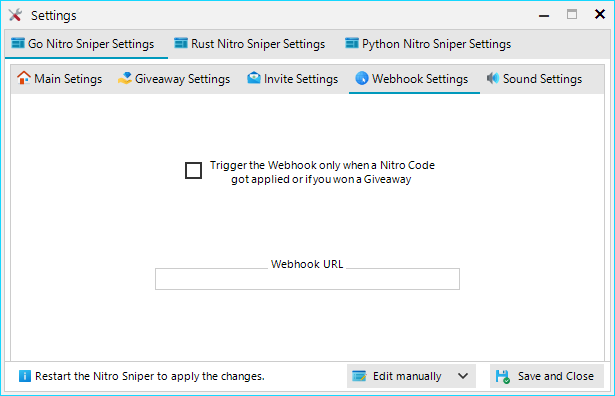 Settings
Go Nitro Sniper Settings Rust Nitro Sniper Settings Python Nitro Sniper Settings
Main Setings Giveaway Settings Invite Settings Webhook Settings Sound Settings
Trigger the Webhook only when a Nitro Code
got applied or if you won a Giveaway
Webhook URL
Restart the Nitro Sniper to apply the changes. Edit manually Save and Close